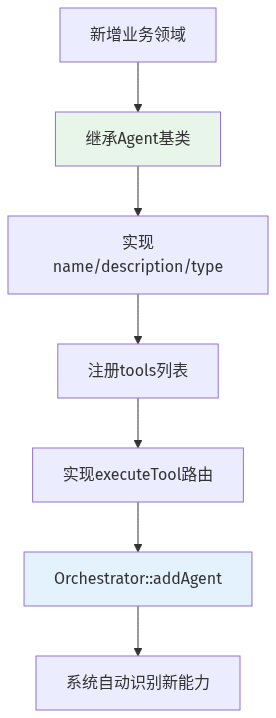 新增业务领域
继承Agent基类
实现
name/description/type
注册tools列表
实现executeTool路由
Orchestrator::addAgent
系统自动识别新能力